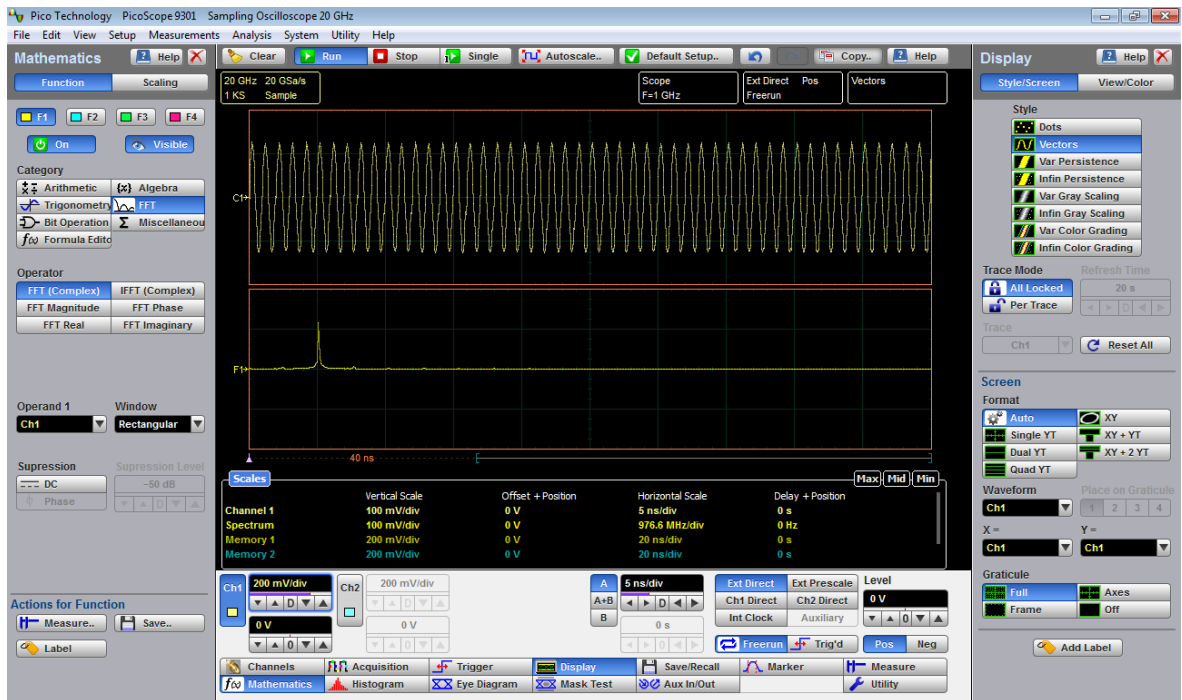 Pico Technology PicoScope 9301 Sampling Oscilloscope 20 GHz
File Edit View Setup Measurements Analysis System Utility Help
Mathematics Help
Function Scaling
F1 F2 F3 F4
On Visible
Category
Arithmetic {x} Algebra
Trigonometry FFT
Bit Operation Σ Miscellaneou
f(x) Formula Edito
Operator
FFT (Complex) IFFT (Complex)
FFT Magnitude FFT Phase
FFT Real FFT Imaginary
Operand 1 Window
Ch1 Rectangular
Supression Supression Level
DC -50 dB
Phase D
Actions for Function
Measure.. Save..
Label
Clear Run Stop Single Autoscale.. Default Setup.. Copy.. Help
20 GHz 20 GSa/s
1 KS Sample
Scope
F=1 GHz
Ext Direct Pos
Freerun
Vectors
C1
F1
40 ns
Scales Max Mid Min
Vertical Scale Offset + Position Horizontal Scale Delay + Position
Channel 1 100 mV/div 0 V 5 ns/div 0 s
Spectrum 100 mV/div 0 V 976.6 MHz/div 0 Hz
Memory 1 200 mV/div 0 V 20 ns/div 0 s
Memory 2 200 mV/div 0 V 20 ns/div 0 s
Ch1 200 mV/div Ch2 200 mV/div
D D
0 V 0 V
0 0
A 5 ns/div
A+B D
B 0 s
0
Ext Direct Ext Prescale Level
Ch1 Direct Ch2 Direct 0 V
Int Clock Auxiliary 0
Freerun Trig'd Pos Neg
Channels Acquisition Trigger Display Save/Recall Marker Measure
f(x) Mathematics Histogram Eye Diagram Mask Test Aux In/Out Utility
Display Help
Style/Screen View/Color
Style
Dots
Vectors
Var Persistence
Infin Persistence
Var Gray Scaling
Infin Gray Scaling
Var Color Grading
Infin Color Grading
Trace Mode Refresh Time
All Locked 20 s
Per Trace D
Trace
Ch1 Reset All
Screen
Format
Auto XY
Single YT XY + YT
Dual YT XY + 2 YT
Quad YT
Waveform Place on Graticule
Ch1 1 2 3 4
X = Y =
Ch1 Ch1
Graticule
Full Axes
Frame Off
Add Label